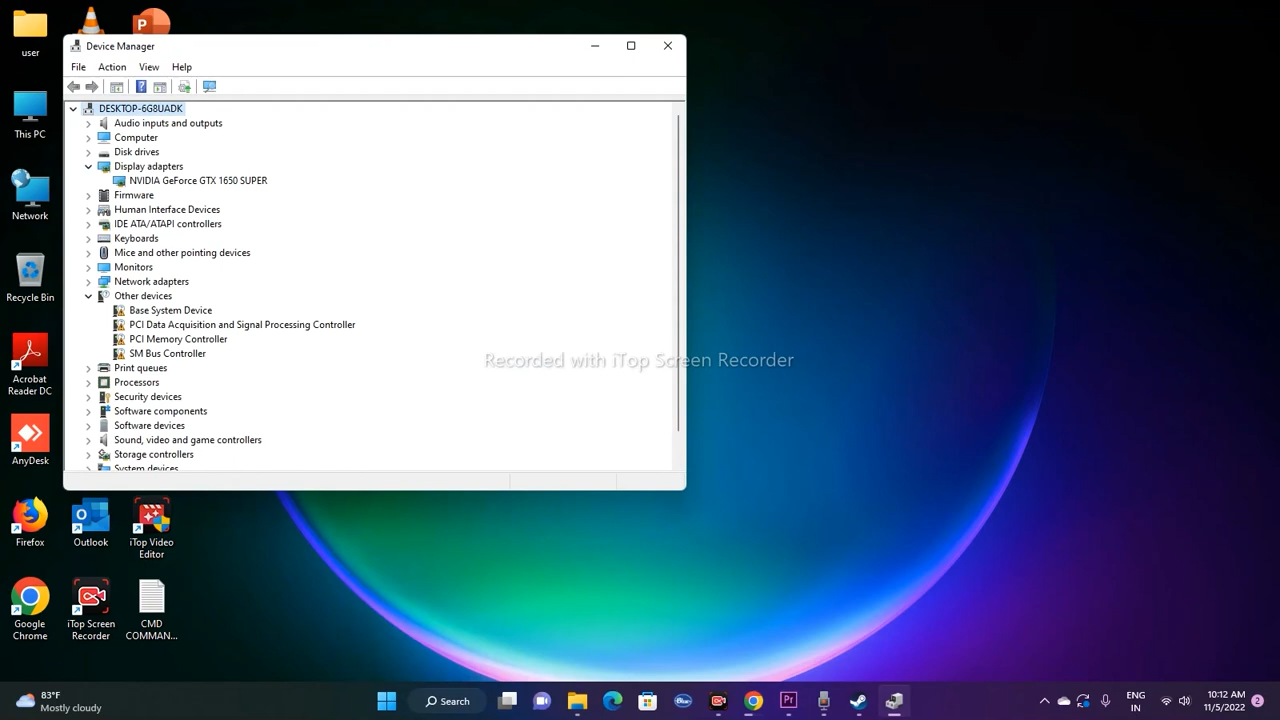 user
This PC
Network
Recycle Bin
Acrobat
Reader DC
AnyDesk
Firefox
Outlook
iTop Video
Editor
Google
Chrome
iTop Screen
Recorder
CMD
COMMAN...
Device Manager
File Action View Help
DESKTOP-6G8UADK
Audio inputs and outputs
Computer
Disk drives
Display adapters
NVIDIA GeForce GTX 1650 SUPER
Firmware
Human Interface Devices
IDE ATA/ATAPI controllers
Keyboards
Mice and other pointing devices
Monitors
Network adapters
Other devices
Base System Device
PCI Data Acquisition and Signal Processing Controller
PCI Memory Controller
SM Bus Controller
Print queues
Processors
Security devices
Software components
Software devices
Sound, video and game controllers
Storage controllers
System devices
Recorded with iTop Screen Recorder
83°F
Mostly cloudy
Search
ENG
IN
10:12 AM
11/5/2022
2